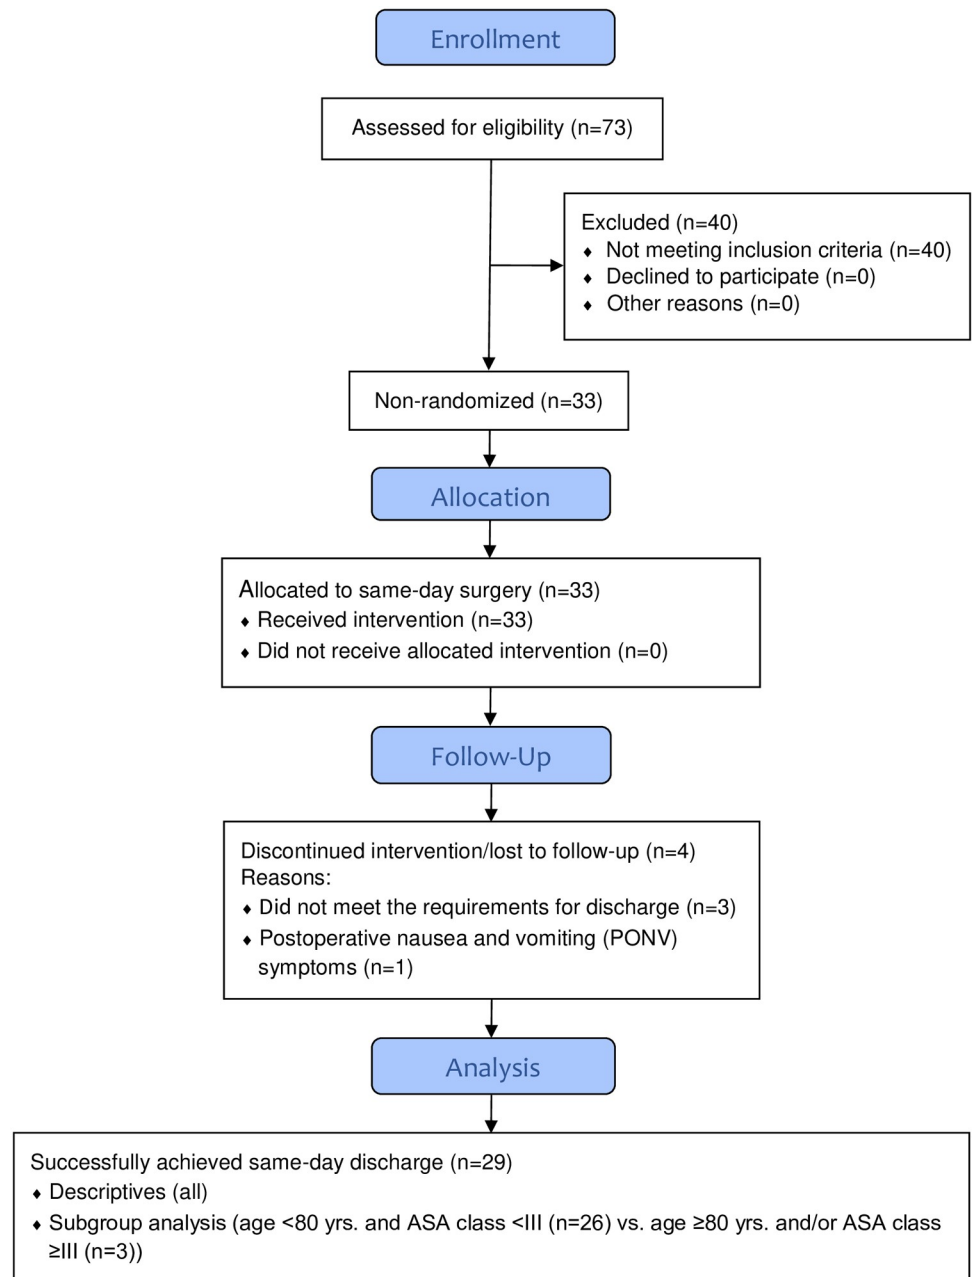 Enrollment
Assessed for eligibility (n=73)
Excluded (n=40)
♦ Not meeting inclusion criteria (n=40)
♦ Declined to participate (n=0)
♦ Other reasons (n=0)
Non-randomized (n=33)
Allocation
Allocated to same-day surgery (n=33)
♦ Received intervention (n=33)
♦ Did not receive allocated intervention (n=0)
Follow-Up
Discontinued intervention/lost to follow-up (n=4)
Reasons:
♦ Did not meet the requirements for discharge (n=3)
♦ Postoperative nausea and vomiting (PONV)
symptoms (n=1)
Analysis
Successfully achieved same-day discharge (n=29)
♦ Descriptives (all)
♦ Subgroup analysis (age <80 yrs. and ASA class <III (n=26) vs. age ≥80 yrs. and/or ASA class
≥III (n=3))